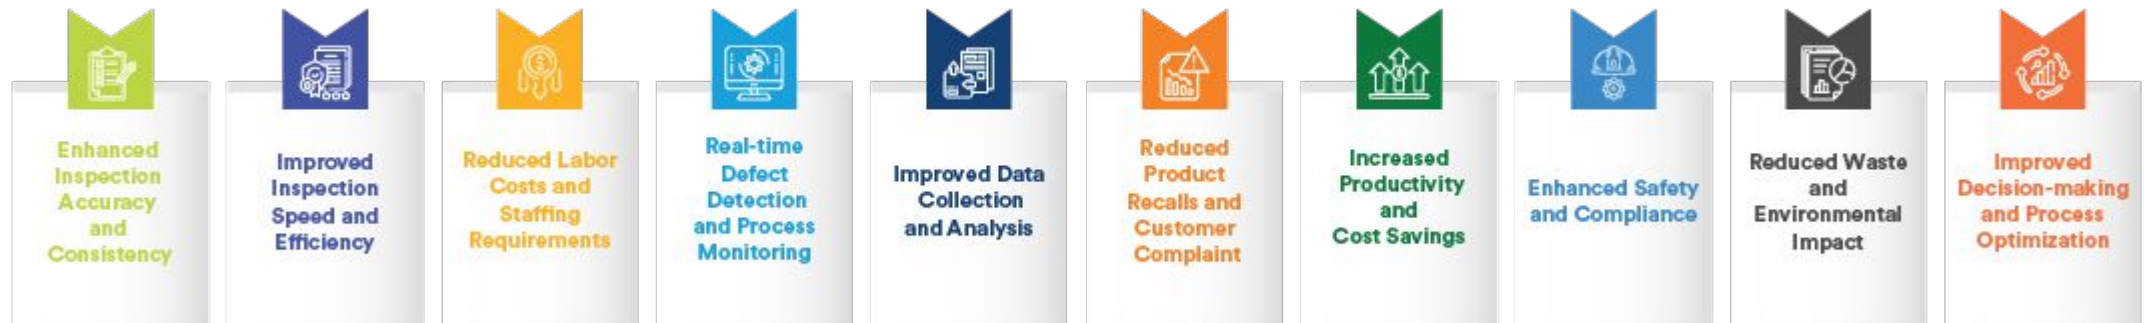 Enhanced
Inspection
Accuracy
and
Consistency
Improved
Inspection
Speed and
Efficiency
Reduced Labor
Costs and
Staffing
Requirements
Real-time
Defect
Detection
and Process
Monitoring
Improved Data
Collection
and Analysis
Reduced
Product
Recalls and
Customer
Complaint
Increased
Productivity
and
Cost Savings
Enhanced Safety
and Compliance
Reduced Waste
and
Environmental
Impact
Improved
Decision-making
and Process
Optimization